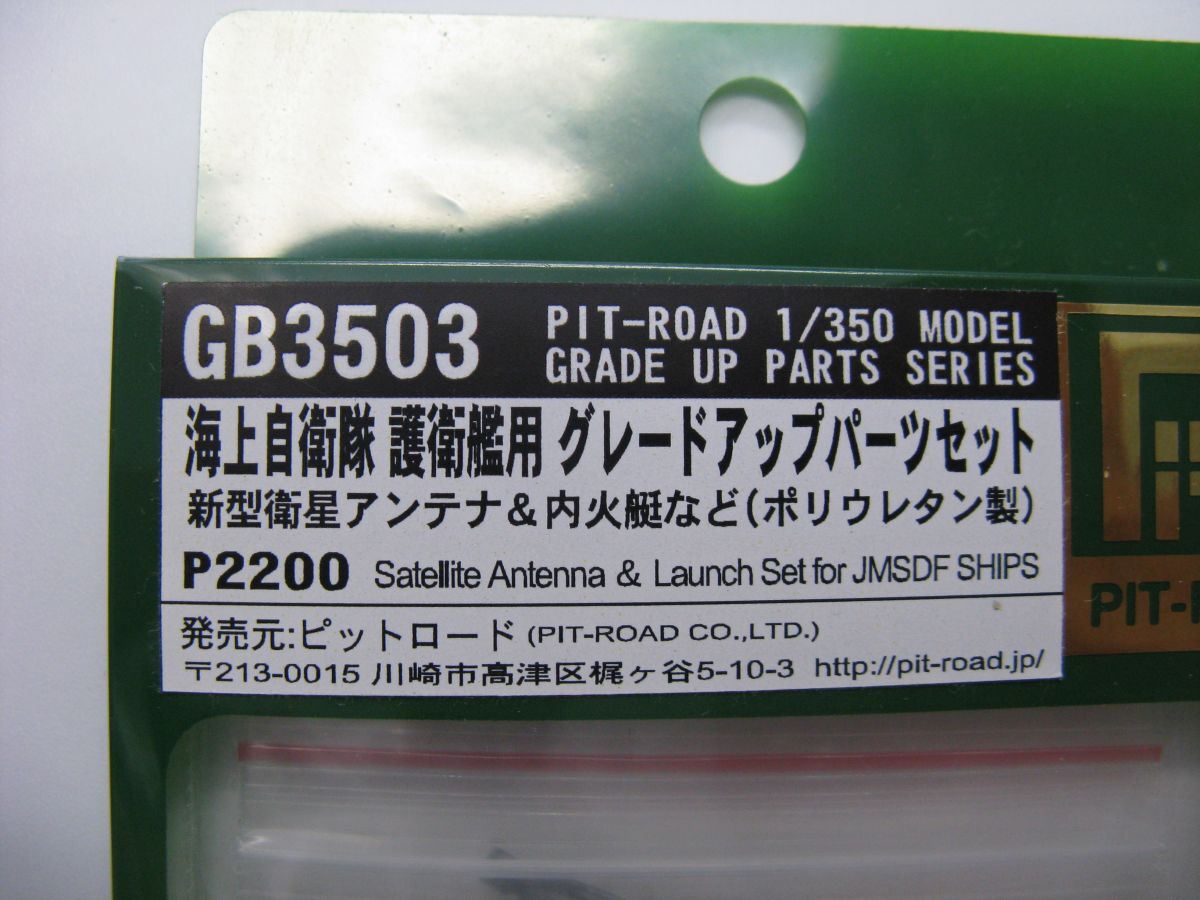 GB3503
PIT-ROAD 1/350 MODEL
GRADE UP PARTS SERIES
海上自衛隊 護衛艦用 グレードアップパーツセット
新型衛星アンテナ＆内火艇など(ポリウレタン製)
P2200 Satellite Antenna & Launch Set for JMSDF SHIPS
発売元:ピットロード (PIT-ROAD CO.,LTD.)
〒213-0015 川崎市高津区梶ヶ谷5-10-3 http://pit-road.jp/
PIT-